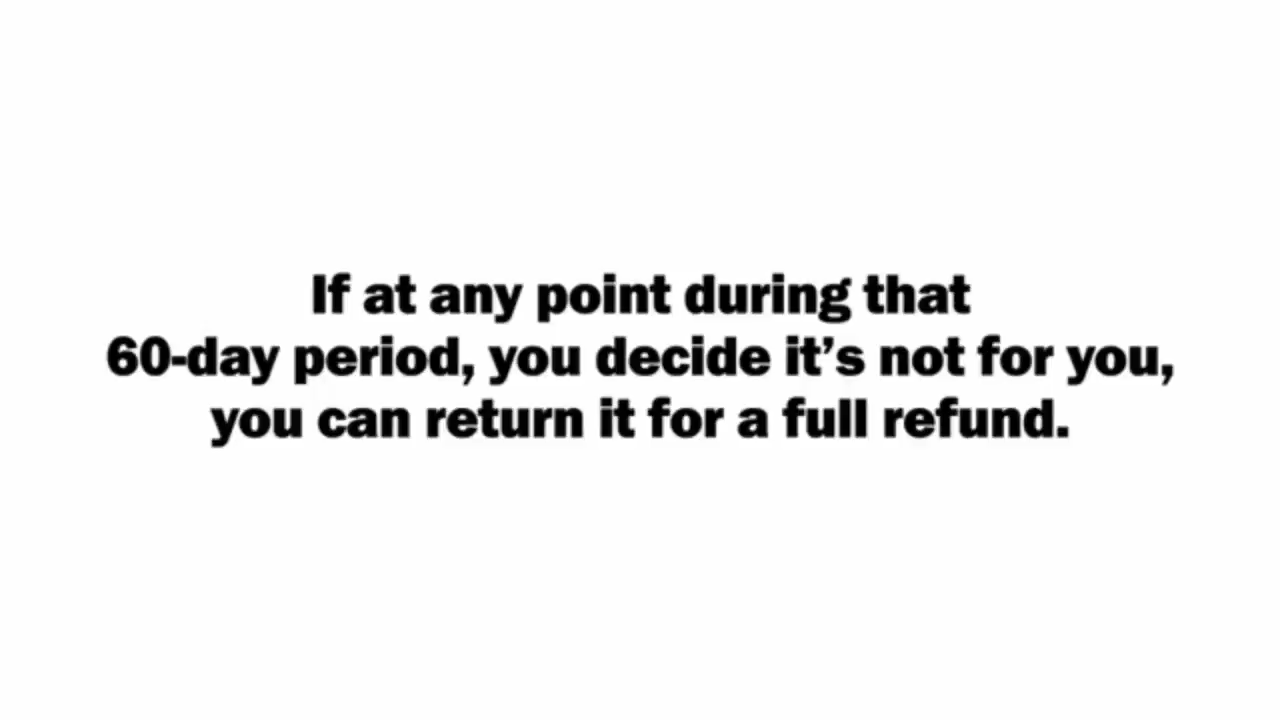 If at any point during that
60-day period, you decide it’s not for you,
you can return it for a full refund.